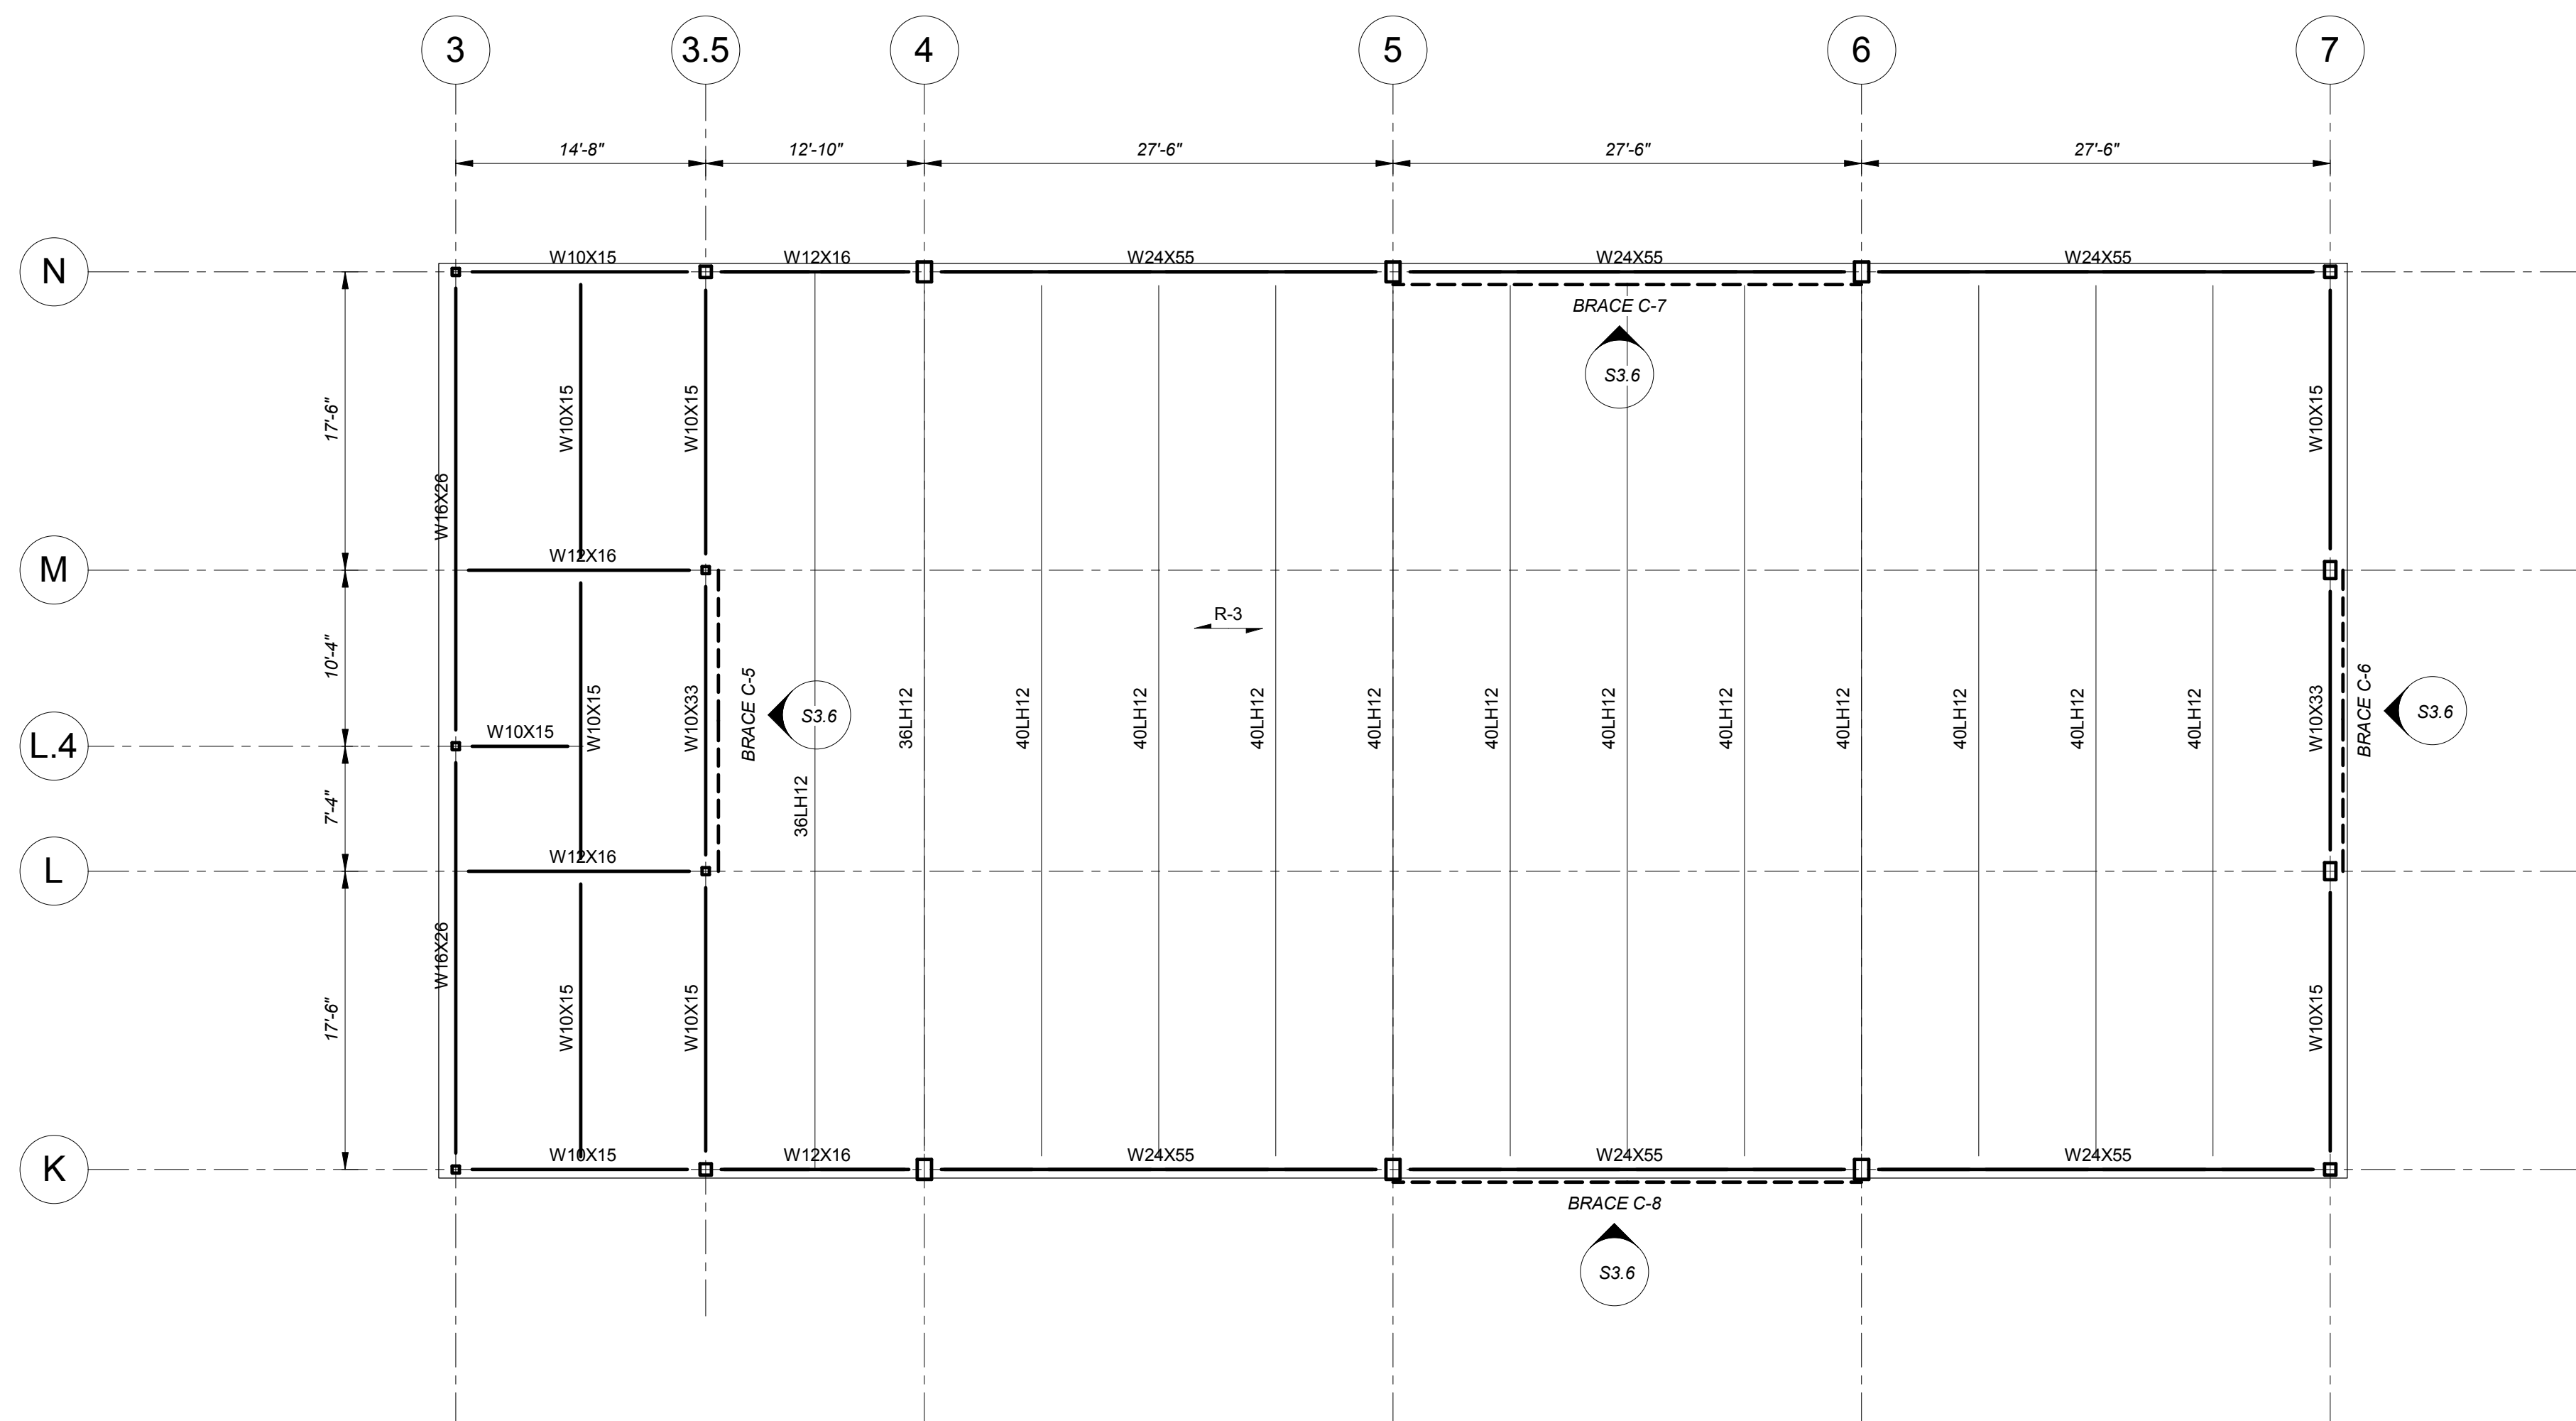 3
3.5
4
5
6
7
14'-8"
12'-10"
27'-6"
27'-6"
27'-6"
N
W10X15
W12X16
W24X55
W24X55
W24X55
BRACE C-7
S3.6
17'-6"
W16X26
W10X15
W10X15
W10X15
M
W12X16
R-3
10'-4"
L.4
W10X15
W10X15
W10X33
BRACE C-5
S3.6
36LH12
36LH12
40LH12
40LH12
40LH12
40LH12
40LH12
40LH12
40LH12
40LH12
40LH12
40LH12
40LH12
W10X33
BRACE C-6
S3.6
7'-4"
L
W12X16
17'-6"
W16X26
W10X15
W10X15
W10X15
K
W10X15
W12X16
W24X55
W24X55
W24X55
BRACE C-8
S3.6